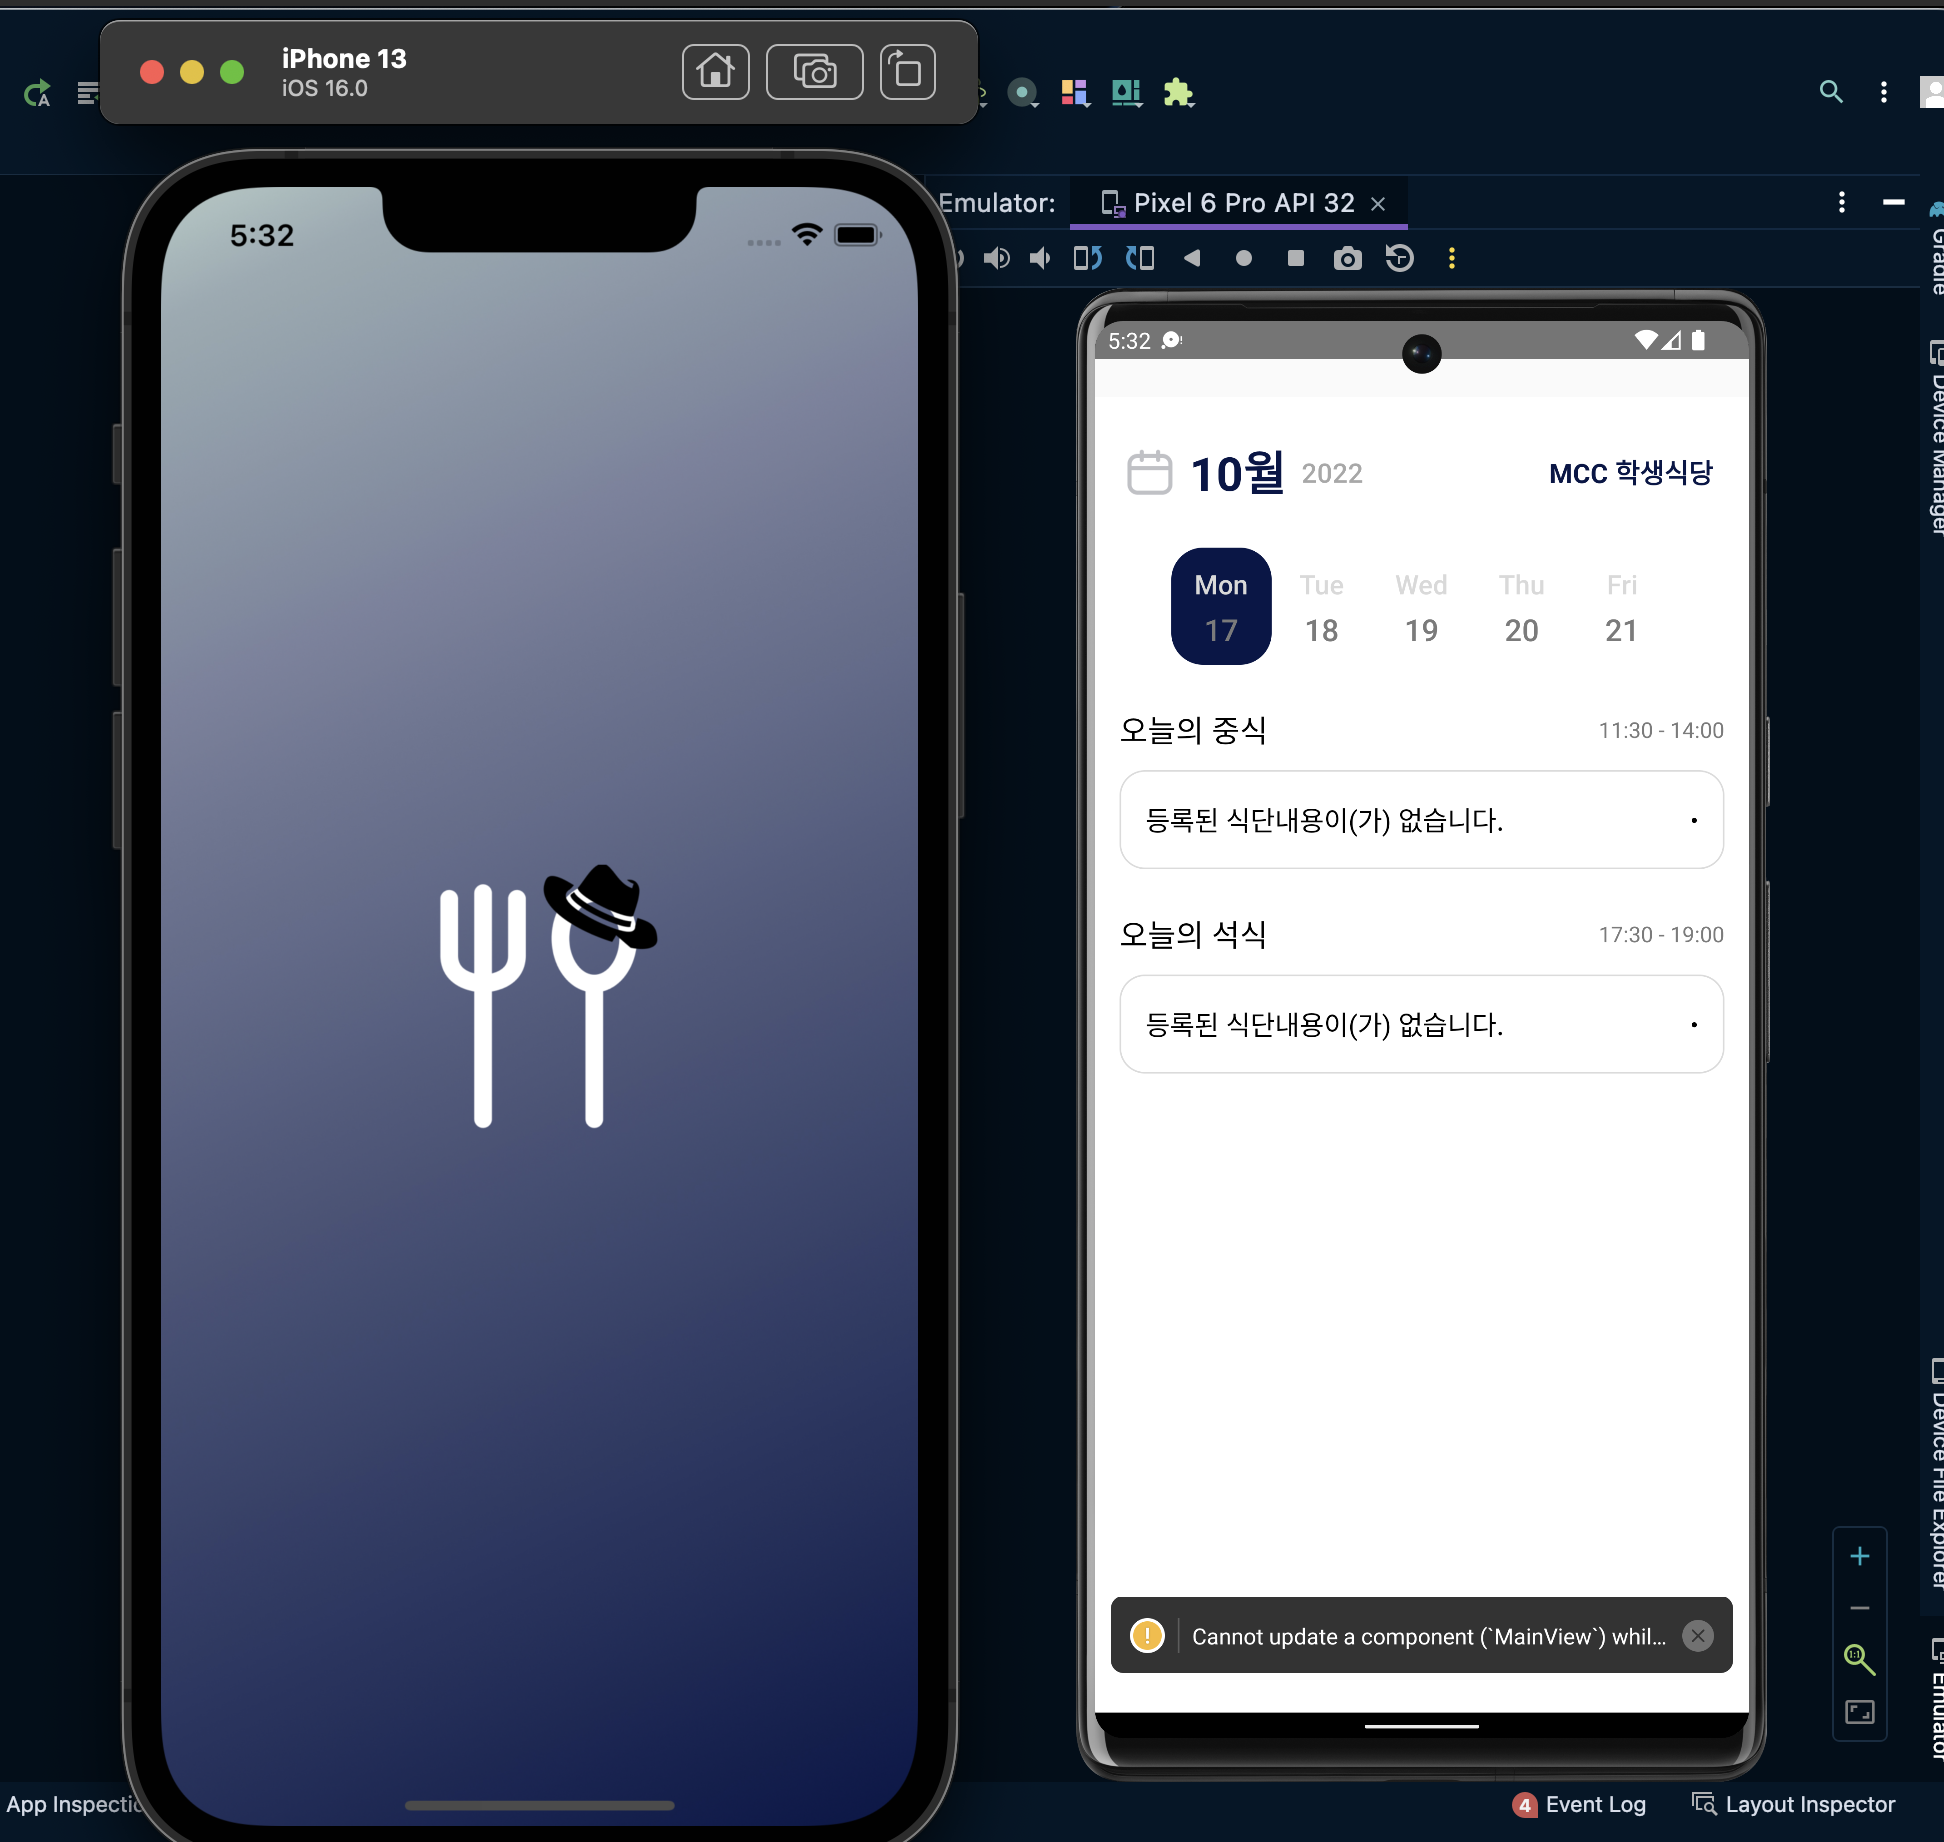 iPhone 13
iOS 16.0
5:32
Emulator:
Pixel 6 Pro API 32
Gradle
Device Manager
5:32
10월 2022
MCC 학생식당
Mon Tue Wed Thu Fri
17 18 19 20 21
오늘의 중식
11:30 - 14:00
등록된 식단내용이(가) 없습니다.
오늘의 석식
17:30 - 19:00
등록된 식단내용이(가) 없습니다.
Cannot update a component (`MainView`) whil...
1:1
Device File Explorer
Emulator
App Inspectio
4 Event Log
Layout Inspector